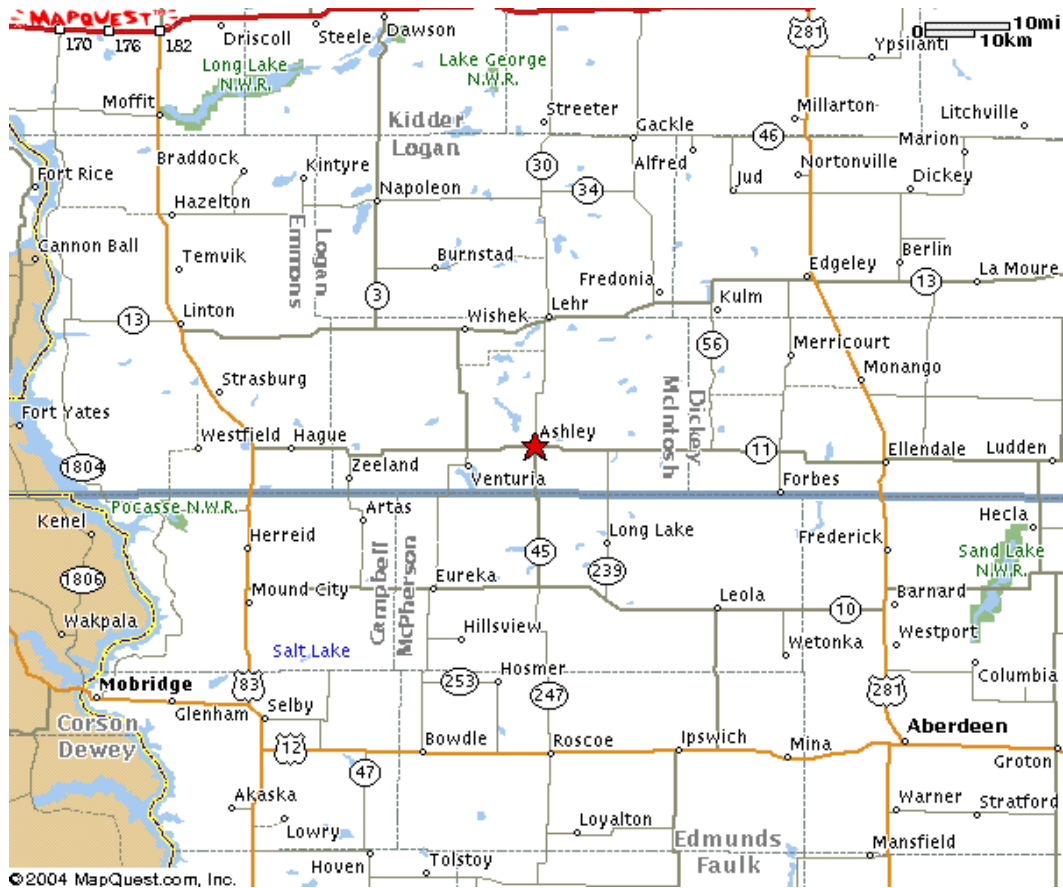 MAPQUEST™
170
176
182
Driscoll
Steele
Dawson
281
Ypsilanti
0
10mi
10km
Long Lake
N.W.R.
Lake George
N.W.R.
Moffit
Streeter
Millarton
Litchville
Kidder
Logan
Gackle
46
Marion
Braddock
Kintyre
30
Alfred
Nortonville
Fort Rice
Napoleon
34
Jud
Dickey
Hazelton
Emmons
Logan
Cannon Ball
Temvik
Burnstad
Berlin
Fredonia
Edgeley
La Moure
13
3
Lehr
Kulm
13
Linton
Wishek
56
Merricourt
Monango
Strasburg
McIntosh
Dickey
Fort Yates
Westfield
Hague
Ashley
11
Ellendale
Ludden
1804
Zeeland
Venturia
Forbes
Pocasse N.W.R.
Artas
Kenel
Long Lake
Hecla
Herreid
Campbell
McPherson
45
Frederick
Sand Lake
N.W.R.
1806
239
Mound City
Eureka
Leola
10
Barnard
Wakpala
Hillsview
Wetonka
Westport
Salt Lake
Hosmer
Columbia
Mobridge
83
253
247
281
Glenham
Selby
Corson
Dewey
12
Bowdle
Roscoe
Ipswich
Mina
Aberdeen
Groton
47
Akaska
Lowry
Loyalton
Warner
Stratford
Edmunds
Faulk
Mansfield
Hoven
Tolstoy
©2004 MapQuest.com, Inc.